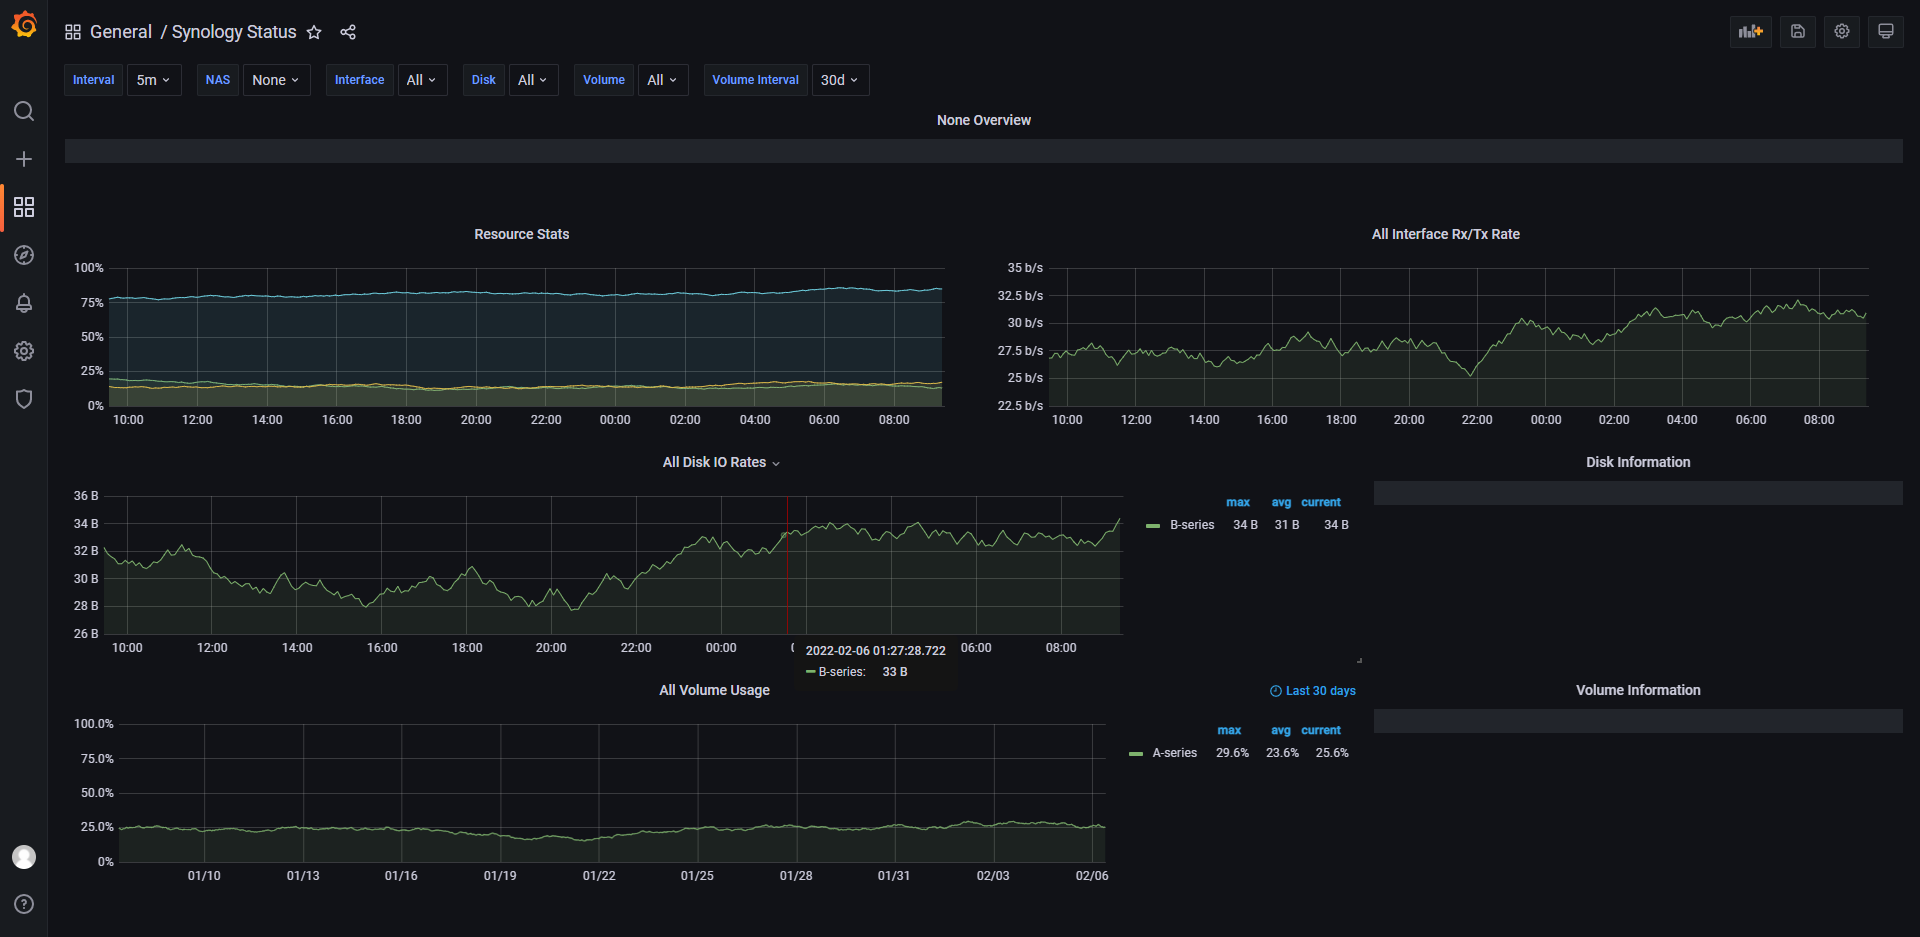 General / Synology Status
Interval 5m NAS None Interface All Disk All Volume All Volume Interval 30d
None Overview
Resource Stats
100%
75%
50%
25%
0%
10:00 12:00 14:00 16:00 18:00 20:00 22:00 00:00 02:00 04:00 06:00 08:00
All Interface Rx/Tx Rate
35 b/s
32.5 b/s
30 b/s
27.5 b/s
25 b/s
22.5 b/s
10:00 12:00 14:00 16:00 18:00 20:00 22:00 00:00 02:00 04:00 06:00 08:00
All Disk IO Rates
36 B
34 B
32 B
30 B
28 B
26 B
10:00 12:00 14:00 16:00 18:00 20:00 22:00 00:00 06:00 08:00
max avg current
B-series 34 B 31 B 34 B
2022-02-06 01:27:28.722
B-series: 33 B
Disk Information
All Volume Usage
Last 30 days
100.0%
75.0%
50.0%
25.0%
0%
01/10 01/13 01/16 01/19 01/22 01/25 01/28 01/31 02/03 02/06
max avg current
A-series 29.6% 23.6% 25.6%
Volume Information